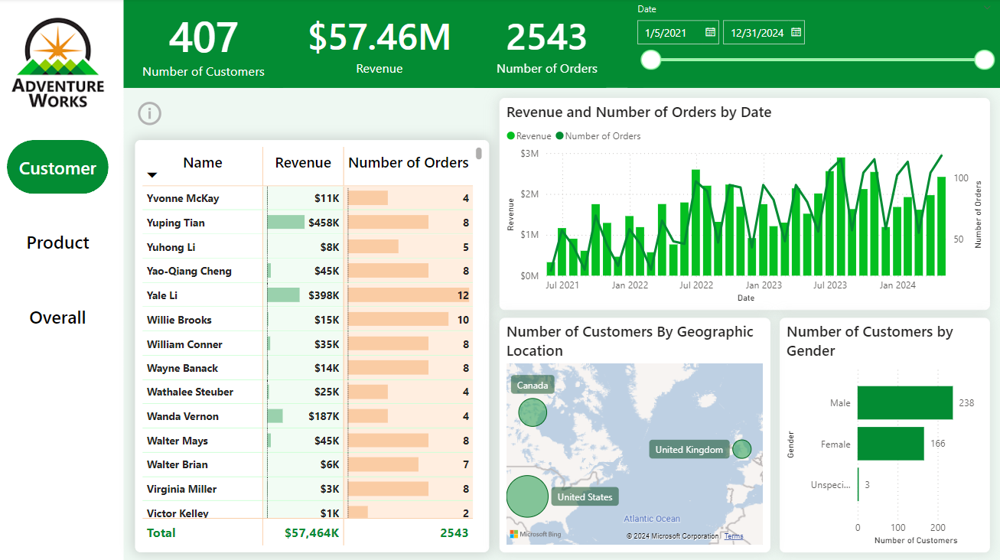 ADVENTURE
WORKS
Customer
Product
Overall
407
Number of Customers
$57.46M
Revenue
2543
Number of Orders
Date
1/5/2021
12/31/2024
i
Name Revenue Number of Orders
Yvonne McKay $11K 4
Yuping Tian $458K 8
Yuhong Li $8K 5
Yao-Qiang Cheng $45K 8
Yale Li $398K 12
Willie Brooks $15K 10
William Conner $35K 8
Wayne Banack $14K 8
Wathalee Steuber $25K 4
Wanda Vernon $187K 4
Walter Mays $45K 8
Walter Brian $6K 7
Virginia Miller $3K 8
Victor Kelley $1K 2
Total $57,464K 2543
Revenue and Number of Orders by Date
Revenue Number of Orders
$3M
$2M
$1M
$0M
Revenue
100
50
Number of Orders
Jul 2021 Jan 2022 Jul 2022 Jan 2023 Jul 2023 Jan 2024
Date
Number of Customers By Geographic
Location
Canada
United Kingdom
United States
Atlantic Ocean
Microsoft Bing
© 2024 Microsoft Corporation Terms
Number of Customers by
Gender
Gender
Male 238
Female 166
Unspeci... 3
0 100 200
Number of Customers